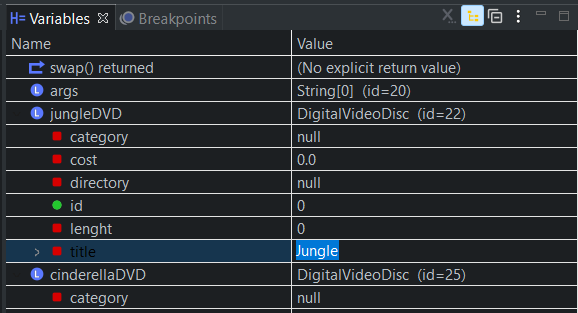 Variables Breakpoints
Name Value
swap() returned (No explicit return value)
args String[0] (id=20)
jungleDVD DigitalVideoDisc (id=22)
category null
cost 0.0
directory null
id 0
lenght 0
title Jungle
cinderellaDVD DigitalVideoDisc (id=25)
category null